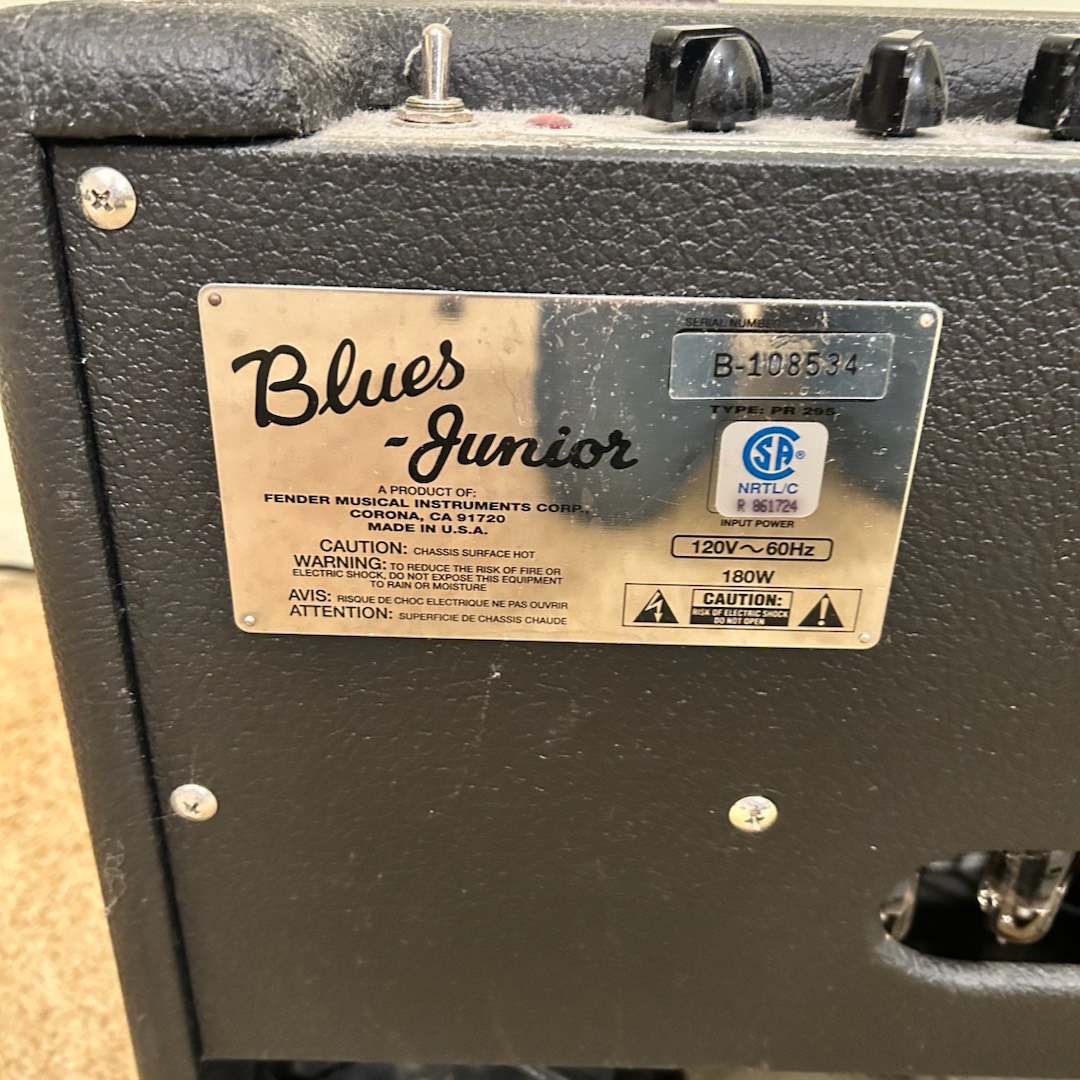 Blues
-Junior
A PRODUCT OF:
FENDER MUSICAL INSTRUMENTS CORP.,
CORONA, CA 91720
MADE IN U.S.A.
CAUTION: CHASSIS SURFACE HOT
WARNING: TO REDUCE THE RISK OF FIRE OR
ELECTRIC SHOCK, DO NOT EXPOSE THIS EQUIPMENT
TO RAIN OR MOISTURE
AVIS: RISQUE DE CHOC ELECTRIQUE NE PAS OUVRIR
ATTENTION: SUPERFICIE DE CHASSIS CHAUDE
SERIAL NUMBER
B-108534
TYPE: PR 295
SA®
NRTL/C
R 861724
INPUT POWER
120V~60Hz
180W
CAUTION:
RISK OF ELECTRIC SHOCK
DO NOT OPEN